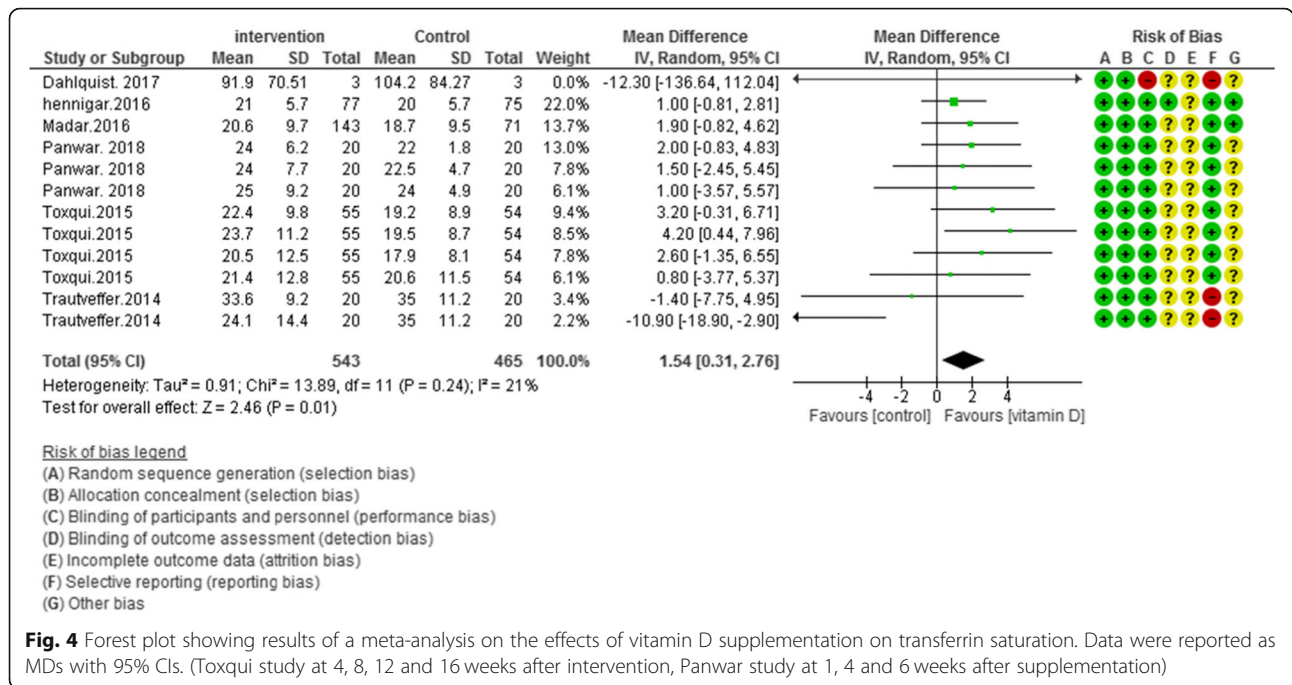 intervention Control Mean Difference Mean Difference Risk of Bias
Study or Subgroup Mean SD Total Mean SD Total Weight IV, Random, 95% CI IV, Random, 95% CI A B C D E F G
Dahlquist. 2017 91.9 70.51 3 104.2 84.27 3 0.0% -12.30 [-136.64, 112.04] + + - ? ? - ?
hennigar.2016 21 5.7 77 20 5.7 75 22.0% 1.00 [-0.81, 2.81] + + + + ? + +
Madar.2016 20.6 9.7 143 18.7 9.5 71 13.7% 1.90 [-0.82, 4.62] + + + ? ? + +
Panwar. 2018 24 6.2 20 22 1.8 20 13.0% 2.00 [-0.83, 4.83] + + + ? ? + ?
Panwar. 2018 24 7.7 20 22.5 4.7 20 7.8% 1.50 [-2.45, 5.45] + + + ? ? + ?
Panwar. 2018 25 9.2 20 24 4.9 20 6.1% 1.00 [-3.57, 5.57] + + + ? ? + ?
Toxqui.2015 22.4 9.8 55 19.2 8.9 54 9.4% 3.20 [-0.31, 6.71] + + + ? ? + ?
Toxqui.2015 23.7 11.2 55 19.5 8.7 54 8.5% 4.20 [0.44, 7.96] + + + ? ? + ?
Toxqui.2015 20.5 12.5 55 17.9 8.1 54 7.8% 2.60 [-1.35, 6.55] + + + ? ? + ?
Toxqui.2015 21.4 12.8 55 20.6 11.5 54 6.1% 0.80 [-3.77, 5.37] + + + ? ? + ?
Trautveffer.2014 33.6 9.2 20 35 11.2 20 3.4% -1.40 [-7.75, 4.95] + + + ? ? - ?
Trautveffer.2014 24.1 14.4 20 35 11.2 20 2.2% -10.90 [-18.90, -2.90] + + + ? ? - ?
Total (95% CI) 543 465 100.0% 1.54 [0.31, 2.76]
Heterogeneity: Tau² = 0.91; Chi² = 13.89, df = 11 (P = 0.24); I² = 21%
Test for overall effect: Z = 2.46 (P = 0.01)
-4 -2 0 2 4
Favours [control] Favours [vitamin D]
Risk of bias legend
(A) Random sequence generation (selection bias)
(B) Allocation concealment (selection bias)
(C) Blinding of participants and personnel (performance bias)
(D) Blinding of outcome assessment (detection bias)
(E) Incomplete outcome data (attrition bias)
(F) Selective reporting (reporting bias)
(G) Other bias
Fig. 4 Forest plot showing results of a meta-analysis on the effects of vitamin D supplementation on transferrin saturation. Data were reported as
MDs with 95% CIs. (Toxqui study at 4, 8, 12 and 16 weeks after intervention, Panwar study at 1, 4 and 6 weeks after supplementation)